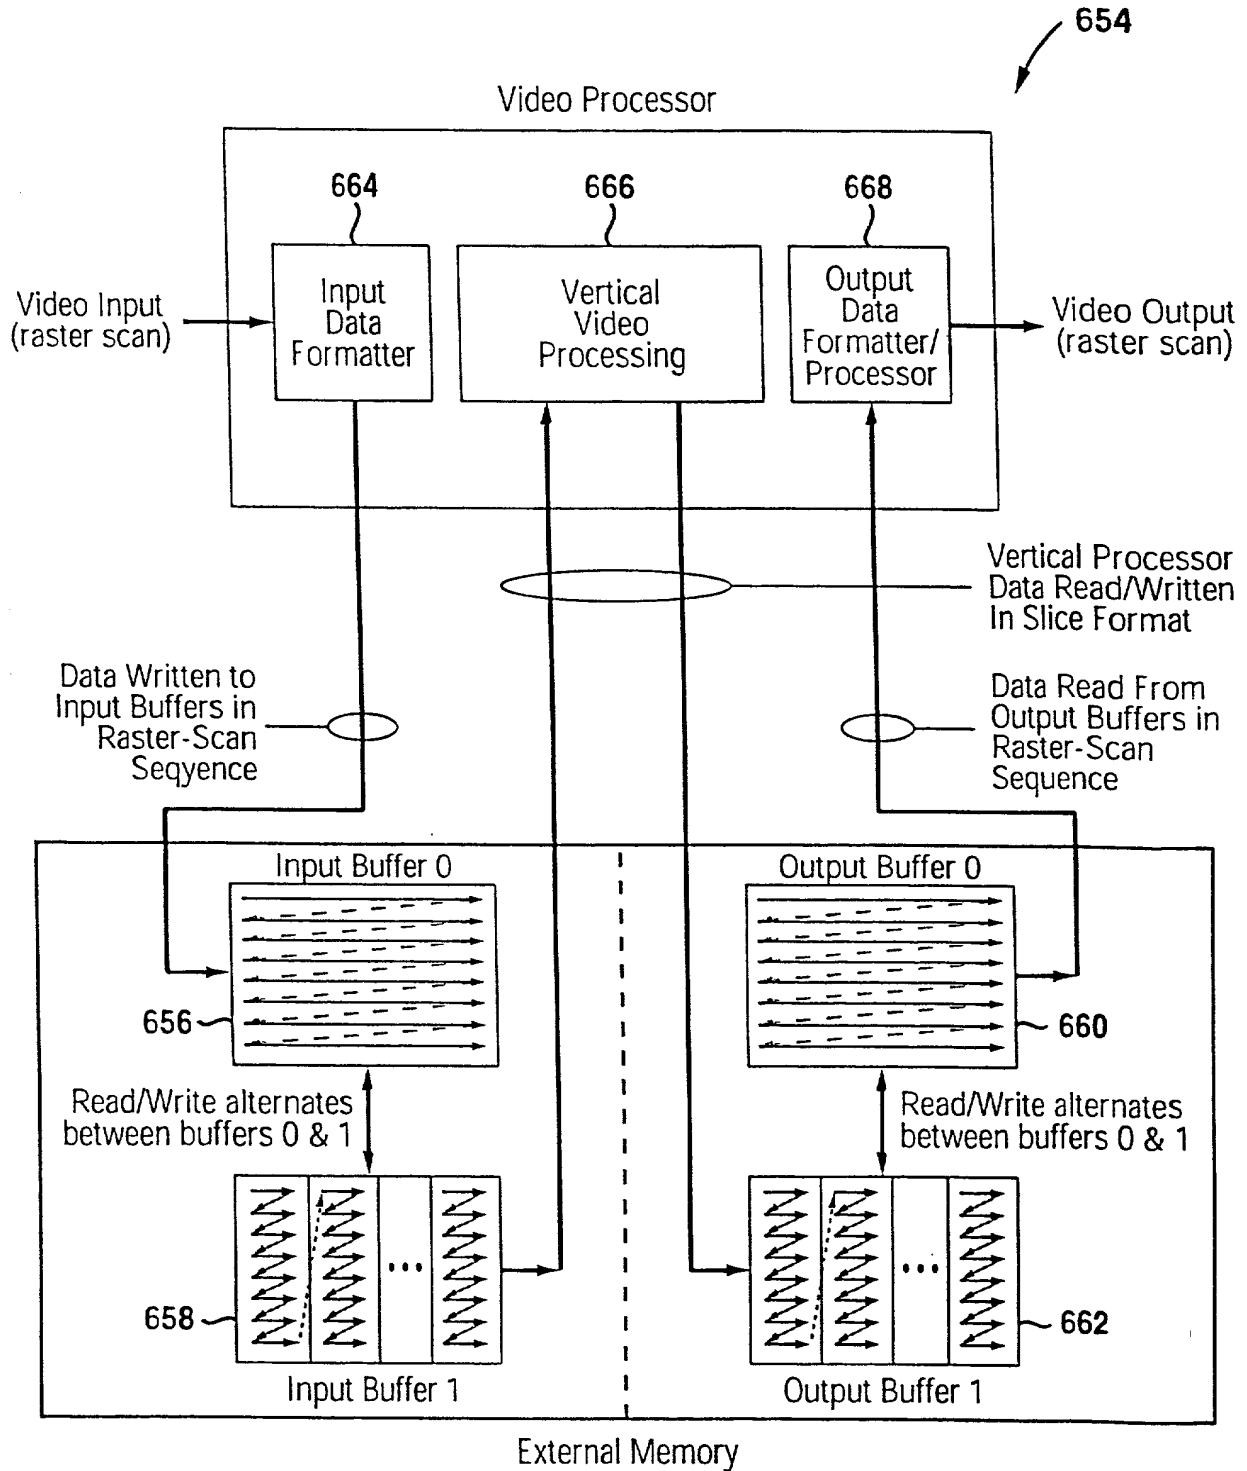 654
Video Processor
664
666
668
Video Input
(raster scan)
Input
Data
Formatter
Vertical
Video
Processing
Output
Data
Formatter/
Processor
Video Output
(raster scan)
Vertical Processor
Data Read/Written
In Slice Format
Data Written to
Input Buffers in
Raster-Scan
Seqyence
Data Read From
Output Buffers in
Raster-Scan
Sequence
Input Buffer 0
Output Buffer 0
656
660
Read/Write alternates
between buffers 0 & 1
Read/Write alternates
between buffers 0 & 1
658
662
Input Buffer 1
Output Buffer 1
External Memory